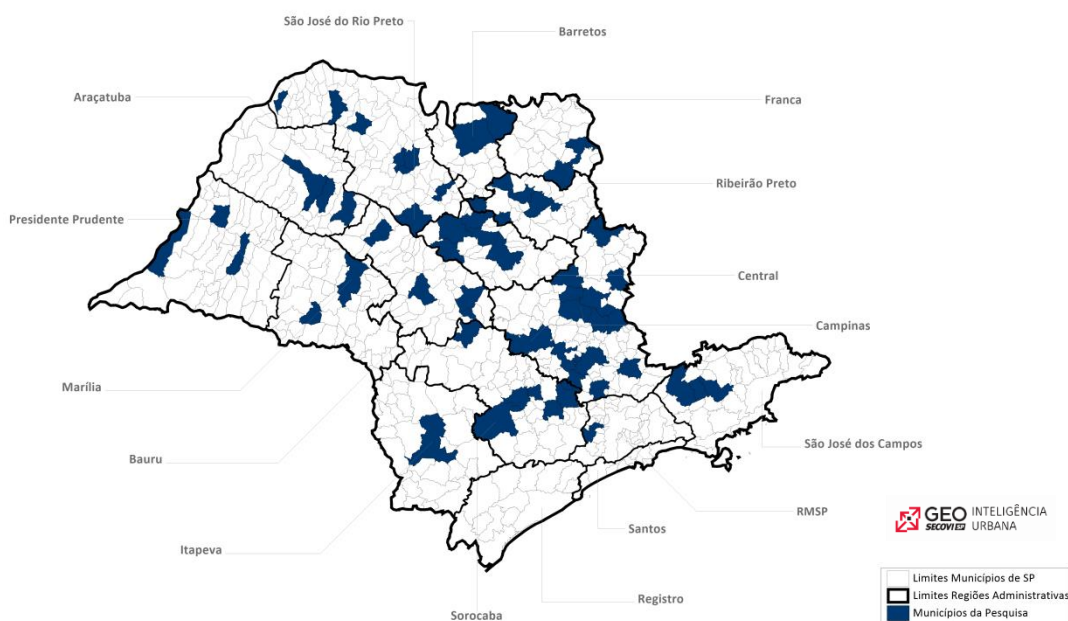 São José do Rio Preto
Barretos
Araçatuba
Franca
Ribeirão Preto
Presidente Prudente
Central
Campinas
Marília
São José dos Campos
Bauru
RMSP
Santos
Itapeva
Registro
Sorocaba
GEO INTELIGÊNCIA
SECOVI SP URBANA
Limites Municípios de SP
Limites Regiões Administrativas
Municípios da Pesquisa